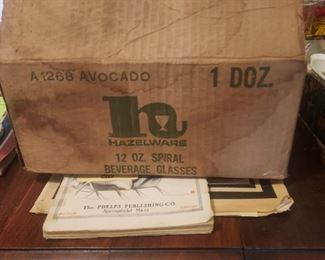 A1266 AVOCADO 1 DOZ.
h
HAZELWARE
12 OZ. SPIRAL
BEVERAGE GLASSES
The PHELPS PUBLISHING CO.
Springfield Mass